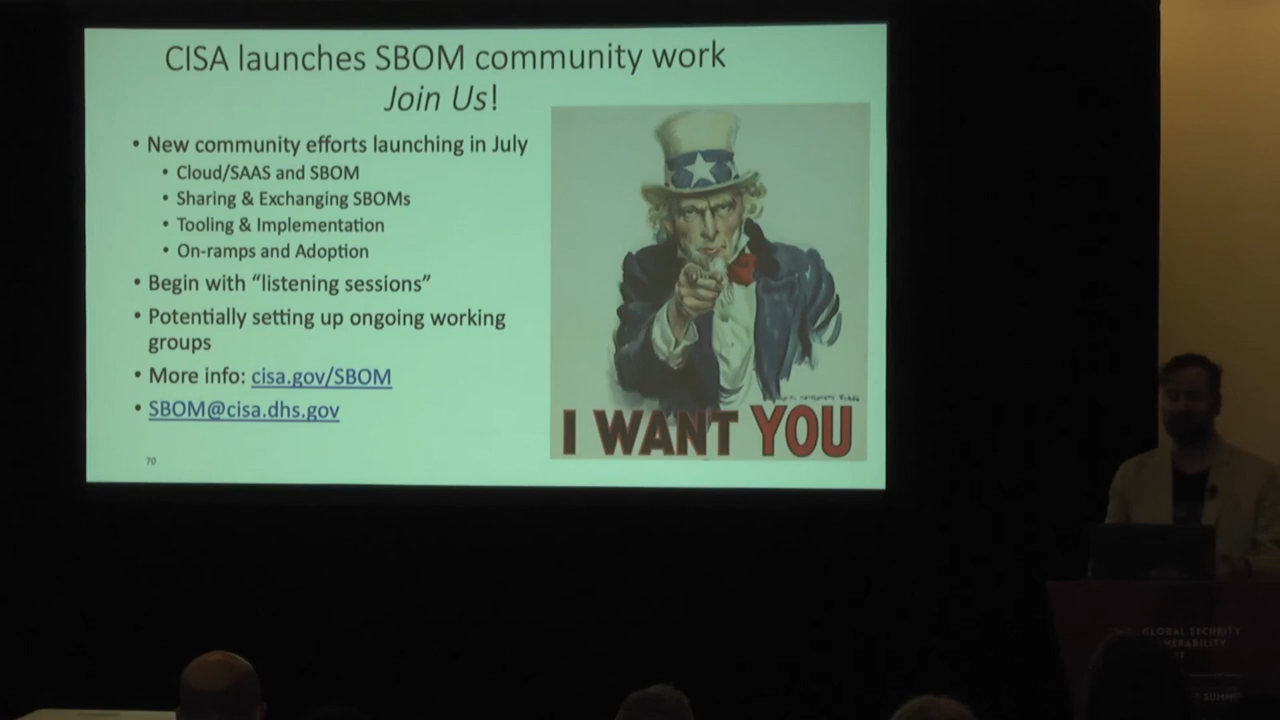 CISA launches SBOM community work
Join Us!
• New community efforts launching in July
• Cloud/SAAS and SBOM
• Sharing & Exchanging SBOMs
• Tooling & Implementation
• On-ramps and Adoption
• Begin with “listening sessions”
• Potentially setting up ongoing working
groups
• More info: cisa.gov/SBOM
• SBOM@cisa.dhs.gov
70
I WANT YOU
GLOBAL SECURITY